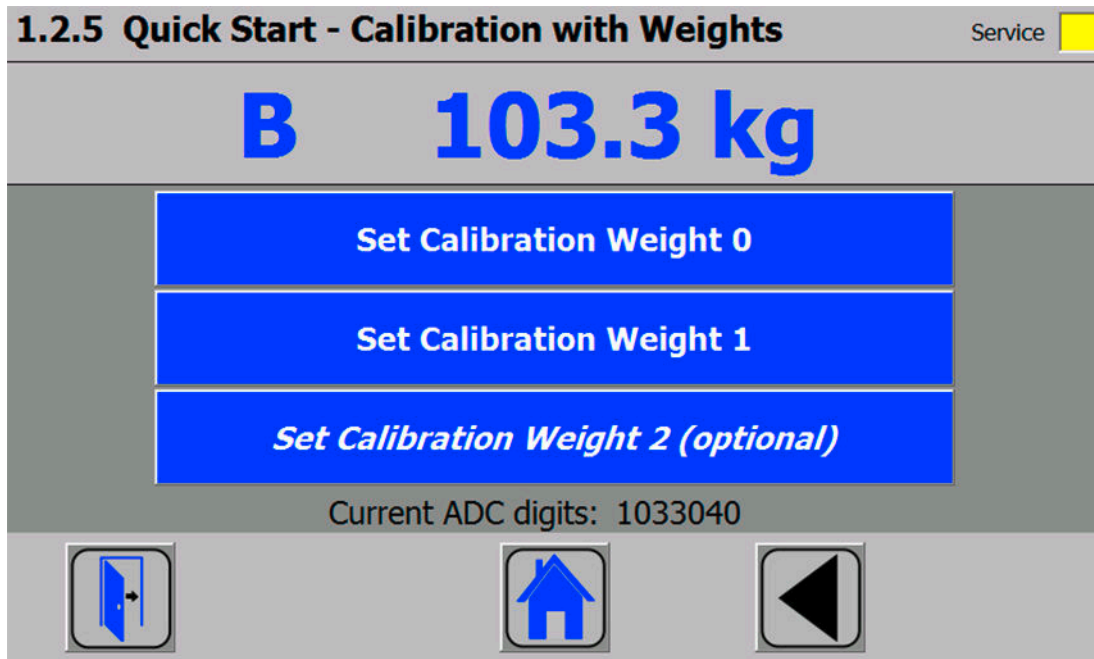 1.2.5 Quick Start - Calibration with Weights Service
B 103.3 kg
Set Calibration Weight 0
Set Calibration Weight 1
Set Calibration Weight 2 (optional)
Current ADC digits: 1033040